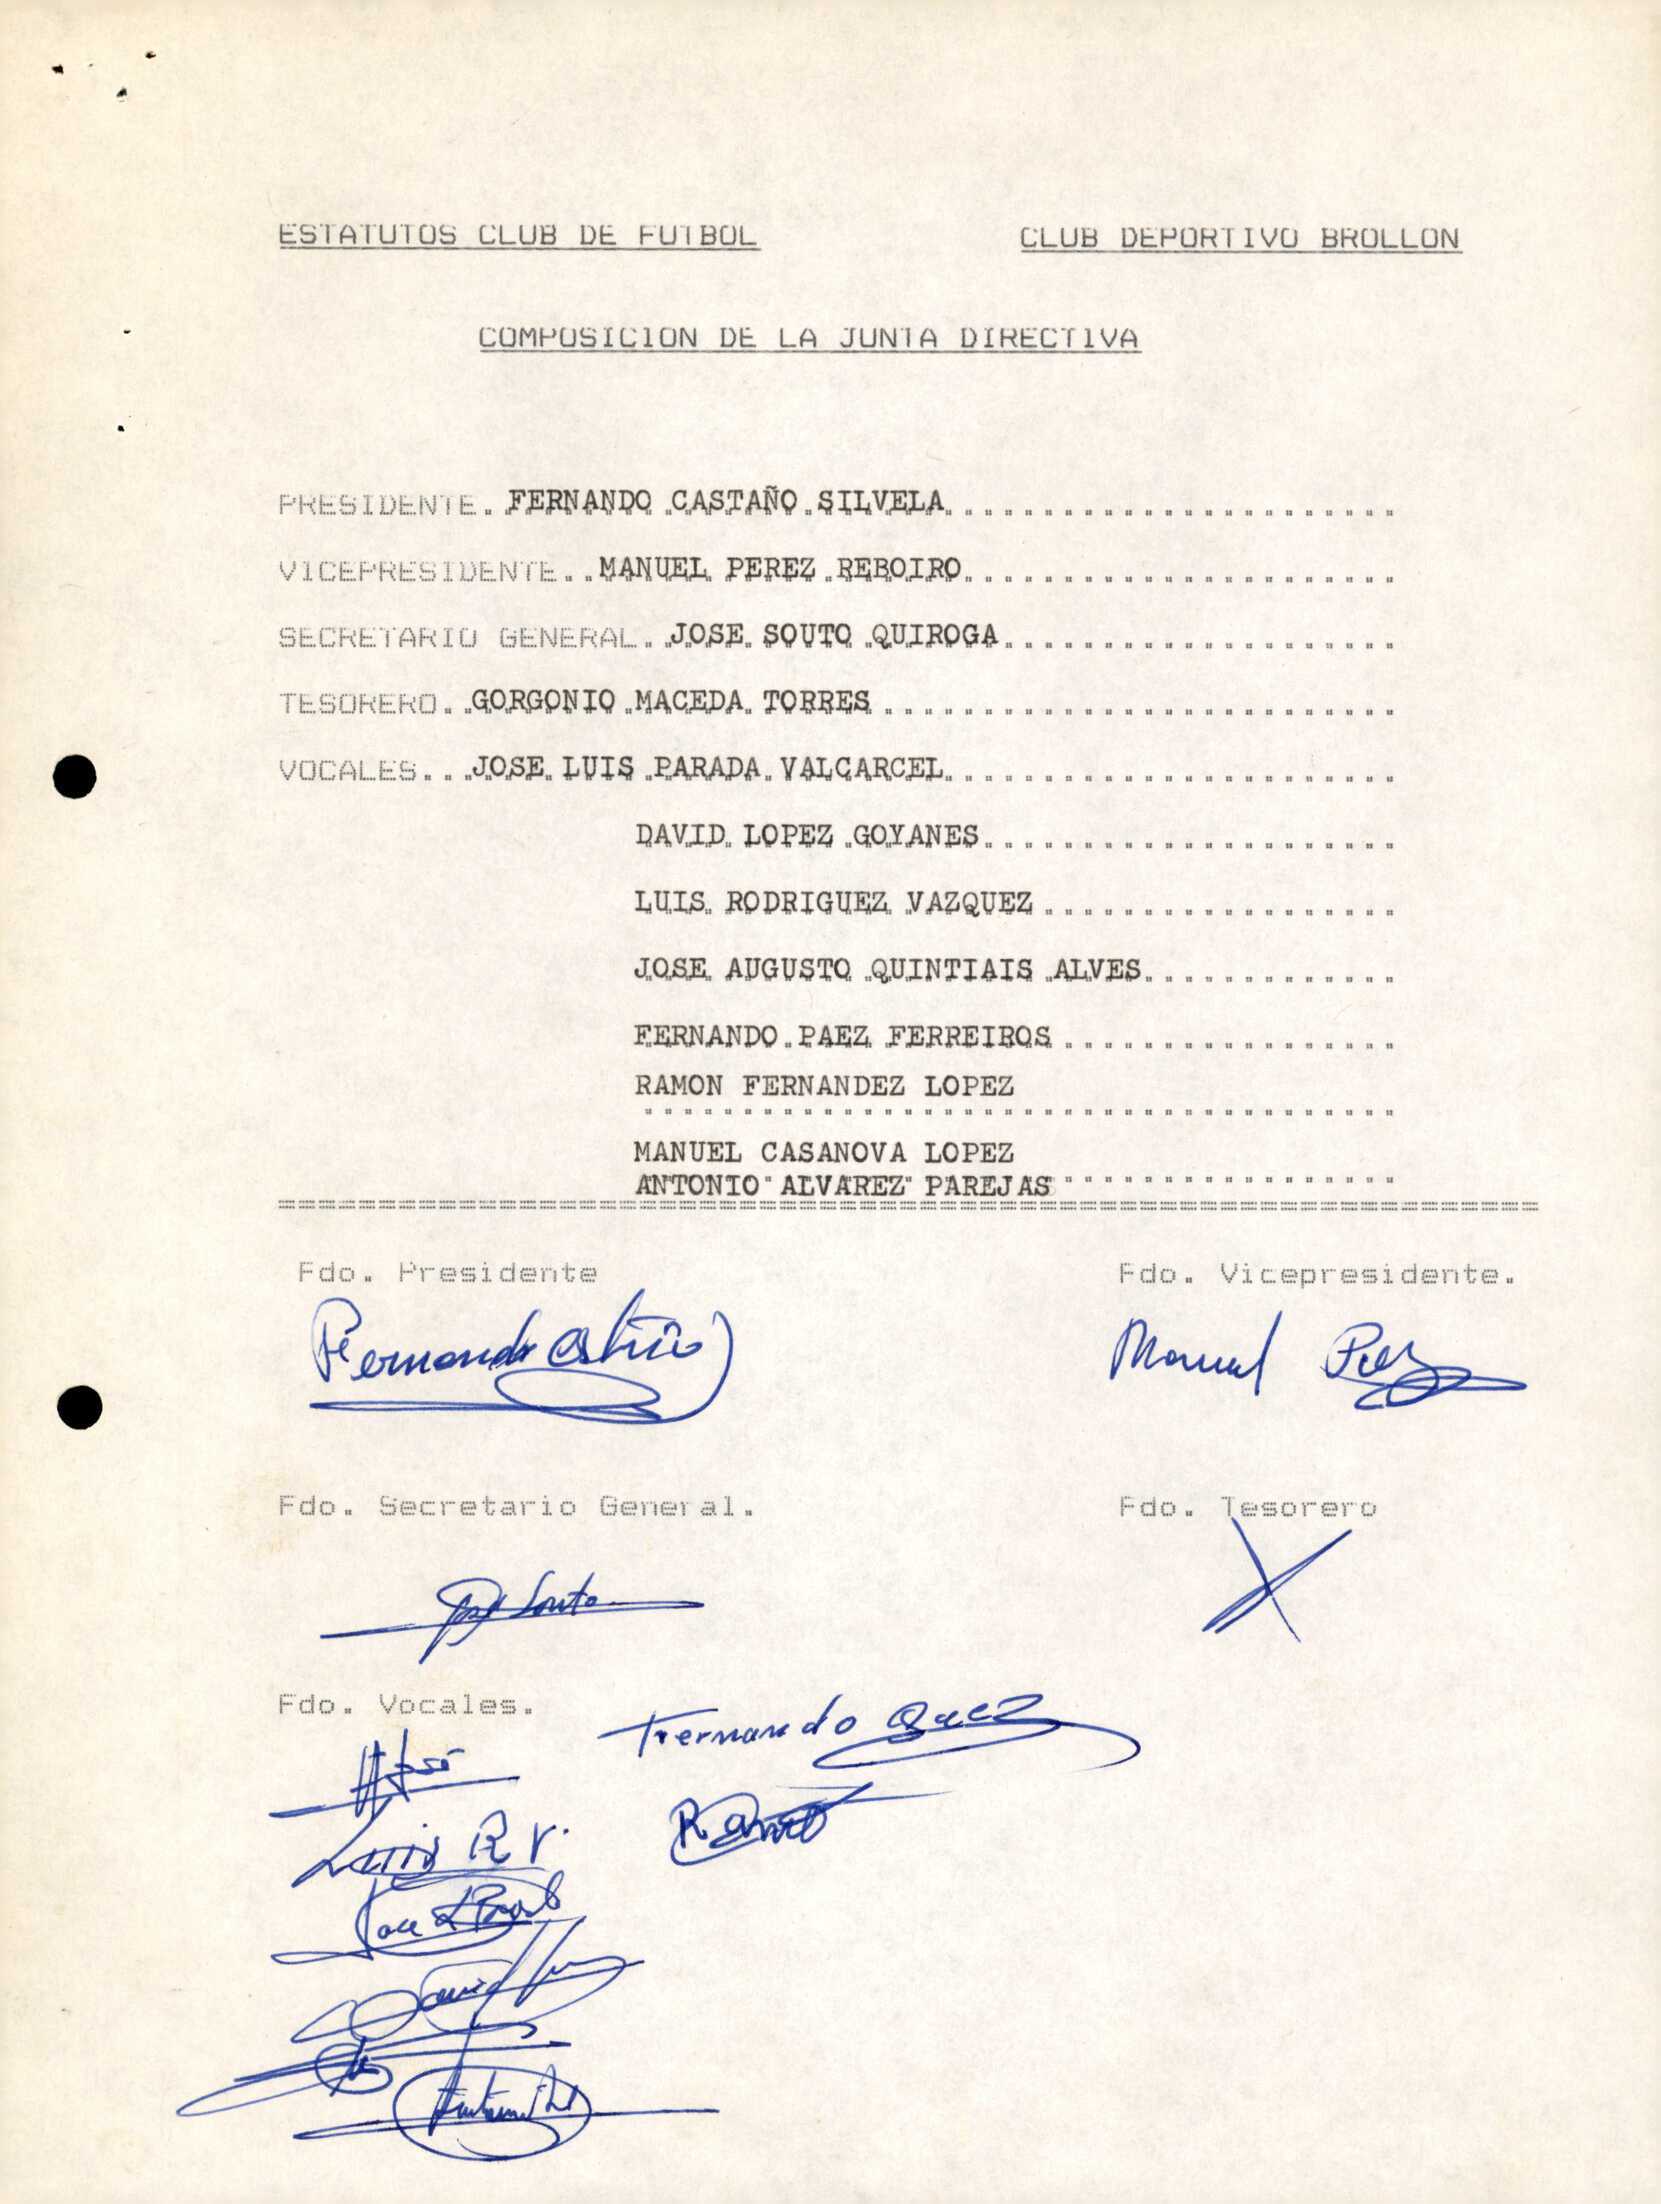 ESTATUTOS CLUB DE FUTBOL CLUB DEPORTIVO BROLLON
COMPOSICION DE LA JUNTA DIRECTIVA
PRESIDENTE. FERNANDO CASTAÑO SILVELA
VICEPRESIDENTE.. MANUEL PEREZ REBOIRO
SECRETARIO GENERAL. JOSE SOUTO QUIROGA
TESORERO. GORGONIO MACEDA TORRES
VOCALES... JOSE LUIS PARADA VALCARCEL
DAVID LOPEZ GOYANES
LUIS RODRIGUEZ VAZQUEZ
JOSE AUGUSTO QUINTIAIS ALVES
FERNANDO PAEZ FERREIROS
RAMON FERNANDEZ LOPEZ
MANUEL CASANOVA LOPEZ
ANTONIO ALVAREZ PAREJAS
Fdo. Presidente Fdo. Vicepresidente.
Fernando Manuel
Fdo. Secretario General. Fdo. Tesorero
Souto
Fdo. Vocales.
Fernando Paez
José
Luis R V.